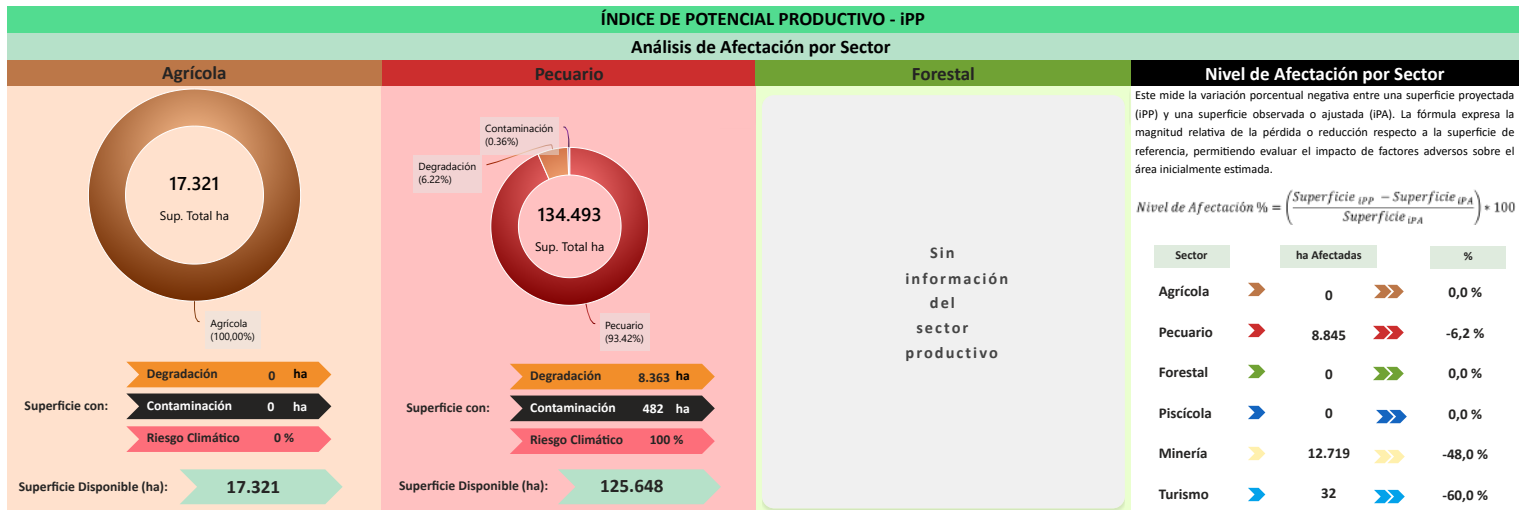 ÍNDICE DE POTENCIAL PRODUCTIVO - iPP
Análisis de Afectación por Sector
Agrícola
17.321
Sup. Total ha
Agrícola
(100,00%)
Degradación 0 ha
Superficie con: Contaminación 0 ha
Riesgo Climático 0 %
Superficie Disponible (ha): 17.321
Pecuario
Contaminación
(0.36%)
Degradación
(6.22%)
134.493
Sup. Total ha
Pecuario
(93.42%)
Degradación 8.363 ha
Superficie con: Contaminación 482 ha
Riesgo Climático 100 %
Superficie Disponible (ha): 125.648
Forestal
Sin
información
del
sector
productivo
Nivel de Afectación por Sector
Este mide la variación porcentual negativa entre una superficie proyectada
(iPP) y una superficie observada o ajustada (iPA). La fórmula expresa la
magnitud relativa de la pérdida o reducción respecto a la superficie de
referencia, permitiendo evaluar el impacto de factores adversos sobre el
área inicialmente estimada.
Nivel de Afectación % = (Superficie iPP − Superficie iPA / Superficie iPA) * 100
Sector ha Afectadas %
Agrícola 0 0,0 %
Pecuario 8.845 -6,2 %
Forestal 0 0,0 %
Piscícola 0 0,0 %
Minería 12.719 -48,0 %
Turismo 32 -60,0 %